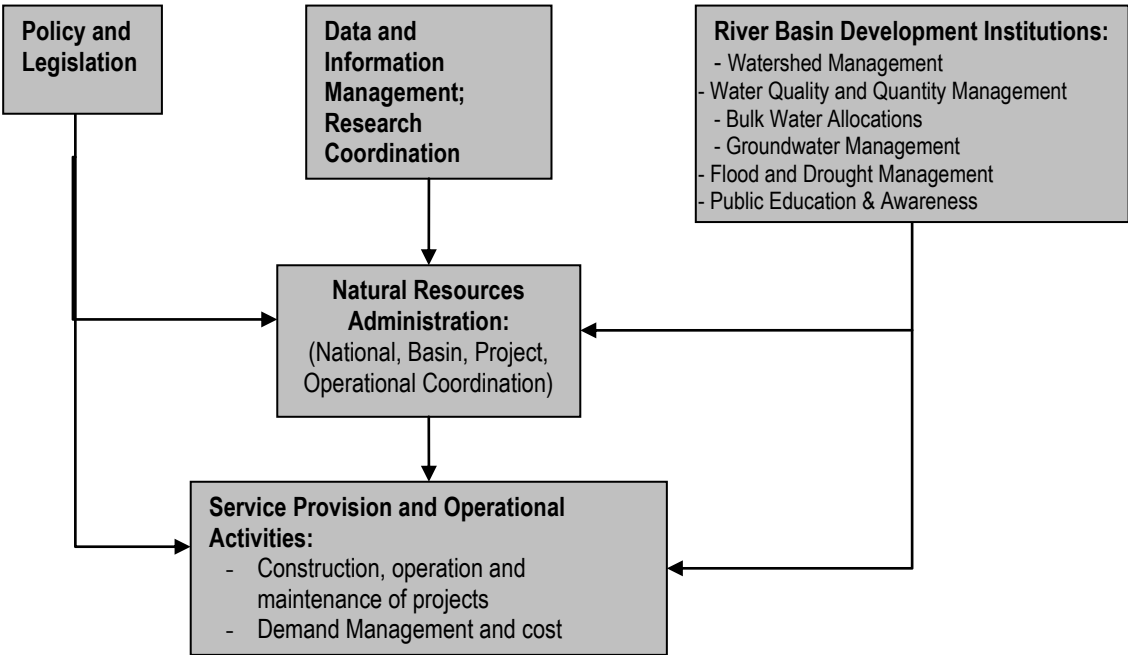 Policy and
Legislation
Data and
Information
Management;
Research
Coordination
River Basin Development Institutions:
- Watershed Management
- Water Quality and Quantity Management
- Bulk Water Allocations
- Groundwater Management
- Flood and Drought Management
- Public Education & Awareness
Natural Resources
Administration:
(National, Basin, Project,
Operational Coordination)
Service Provision and Operational
Activities:
- Construction, operation and
maintenance of projects
- Demand Management and cost